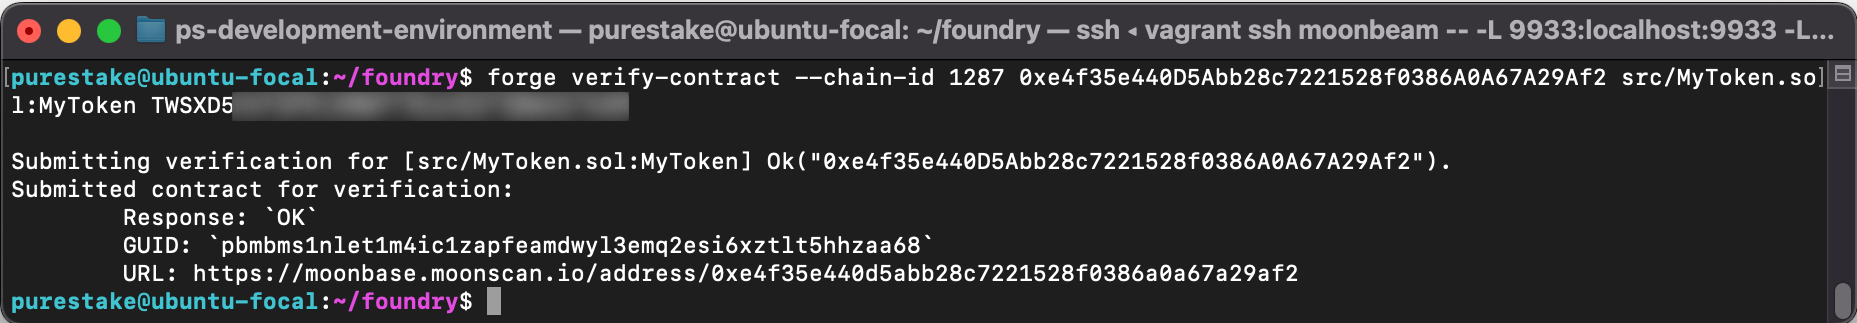 ps-development-environment — purestake@ubuntu-focal: ~/foundry — ssh ◂ vagrant ssh moonbeam -- -L 9933:localhost:9933 -L...
[purestake@ubuntu-focal:~/foundry$ forge verify-contract --chain-id 1287 0xe4f35e440D5Abb28c7221528f0386A0A67A29Af2 src/MyToken.so]
l:MyToken TWSXD5
Submitting verification for [src/MyToken.sol:MyToken] Ok("0xe4f35e440D5Abb28c7221528f0386A0A67A29Af2").
Submitted contract for verification:
Response: `OK`
GUID: `pbmbms1nlet1m4ic1zapfeamdwyl3emq2esi6xztlt5hhzaa68`
URL: https://moonbase.moonscan.io/address/0xe4f35e440d5abb28c7221528f0386a0a67a29af2
purestake@ubuntu-focal:~/foundry$